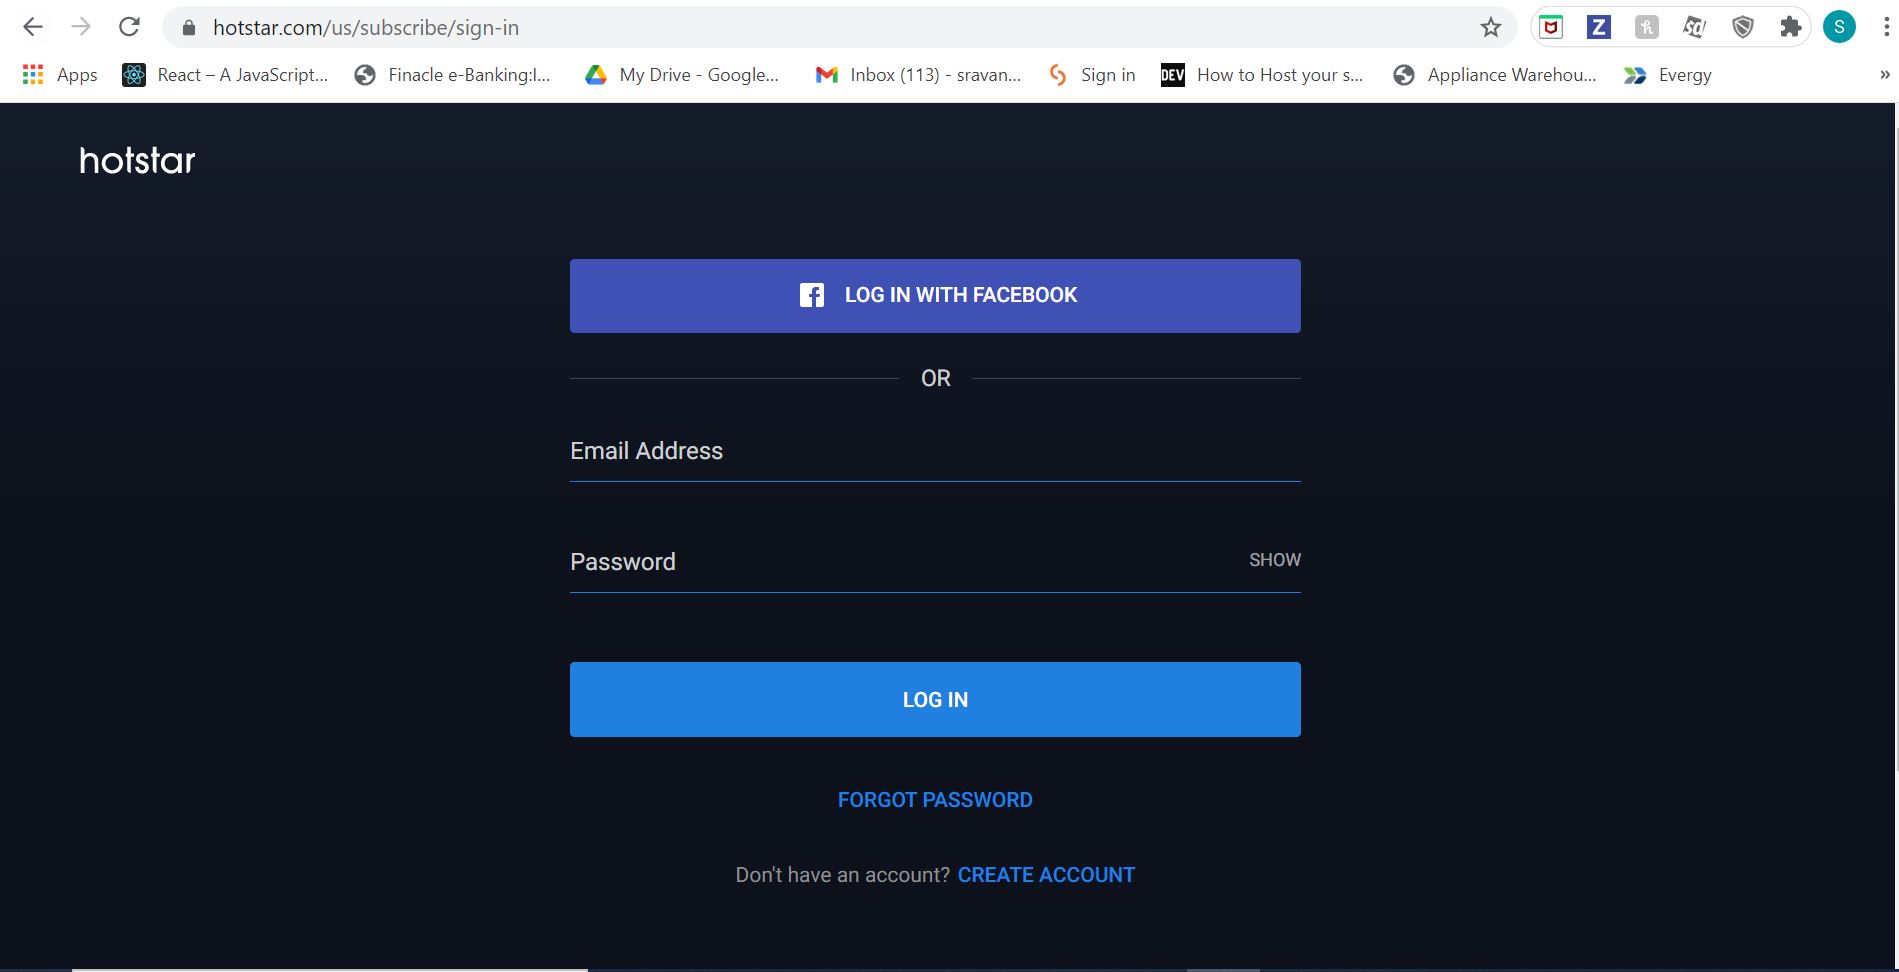 hotstar.com/us/subscribe/sign-in
S
Apps React – A JavaScript... Finacle e-Banking:I... My Drive - Google... Inbox (113) - sravan... Sign in DEV How to Host your s... Appliance Warehou... Evergy »
hotstar
LOG IN WITH FACEBOOK
OR
Email Address
Password SHOW
LOG IN
FORGOT PASSWORD
Don't have an account? CREATE ACCOUNT